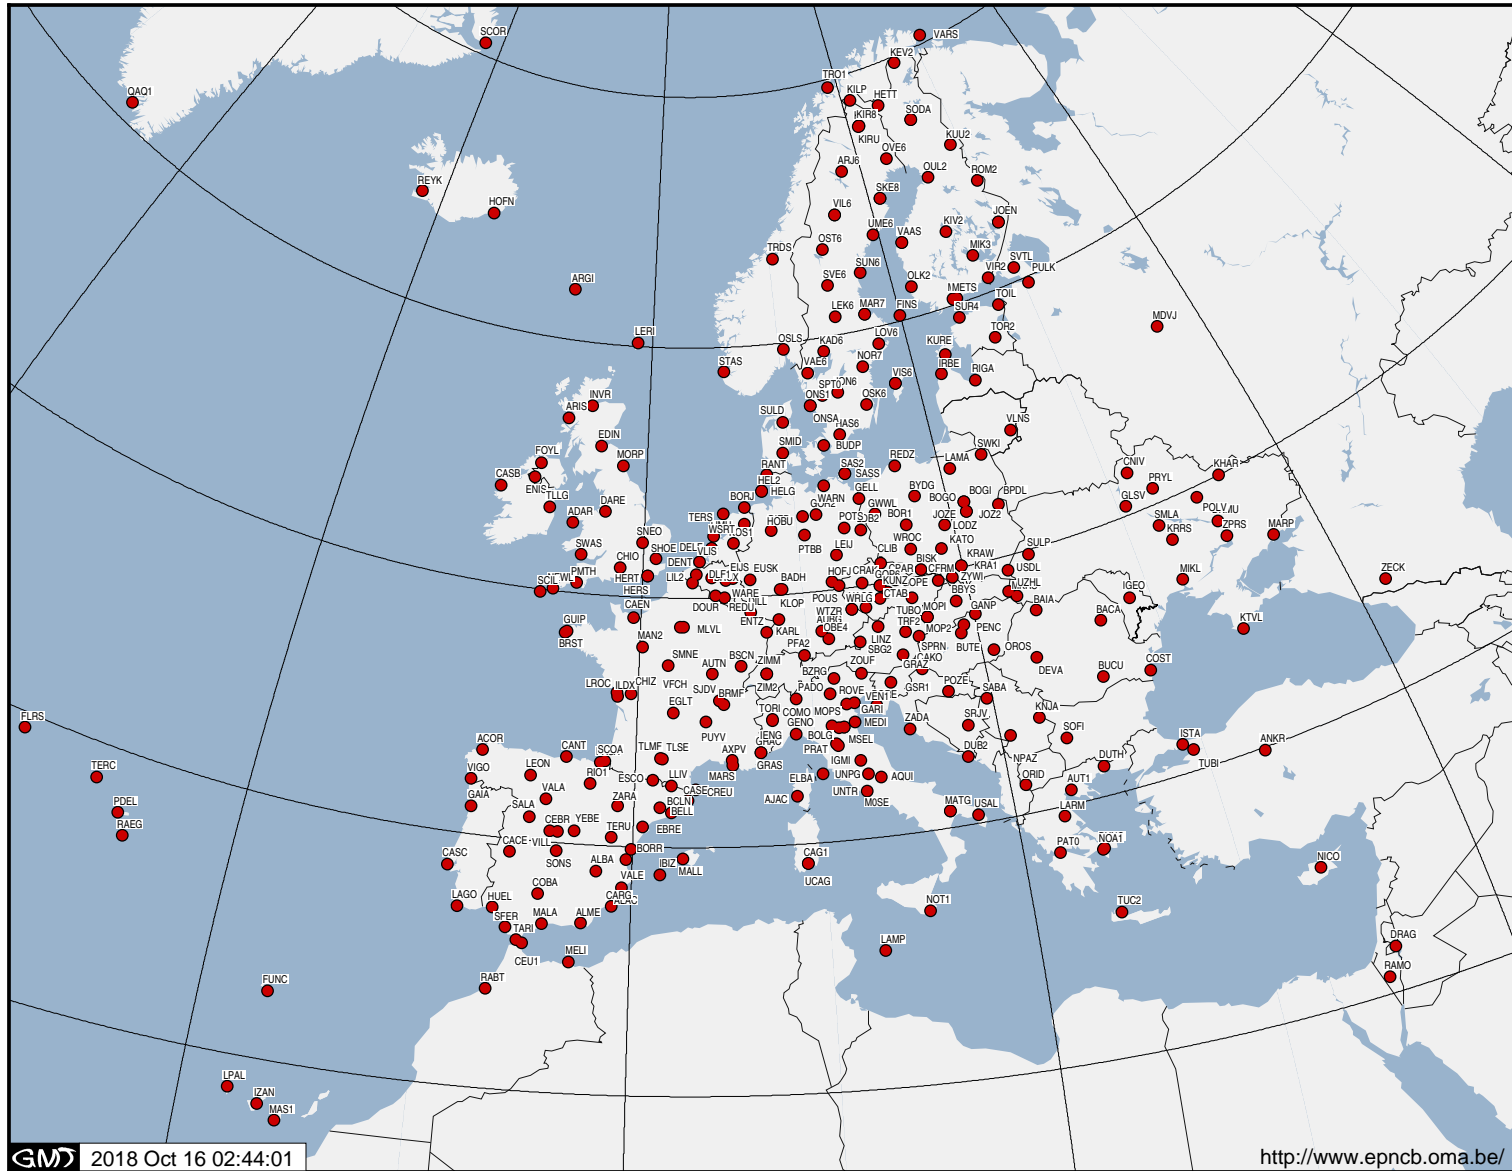 SCOR
VARS
KEV2
TRO1
QAQ1
KILP
HETT
KIR8
SODA
KIRU
KUU2
OVE6
ARJ6
OUL2
ROM2
REYK
SKE8
HOFN
VIL6
JOEN
UME6
KIV2
VAAS
OST6
TRDS
MIK3
SVTL
SUN6
VIR2
PULK
ARGI
SVE6
OLK2
METS
TOIL
LEK6
MAR7
FINS
SUR4
MDVJ
LERI
OSLS
KAD6
LOV6
TOR2
KURE
STAS
VAE6
NOR7
IRBE
RIGA
SPT0
VIS6
INVR
ONS1
OSK6
ARIS
SULD
ONSA
HAS6
VLNS
EDIN
BUDP
SMID
SWKI
FOYL
MORP
REDZ
LAMA
CNIV
KHAR
CASB
RANT
SAS2
SASS
PRYL
ENIS
HEL2
HELG
WARN
GELL
BYDG
BOGI
BPDL
TLLG
DARE
BORJ
GWWL
BOGO
GLSV
POLV
ADAR
TERS
HOBU
POTS
BOR1
JOZE
JOZ2
SMLA
KRRS
ZPRS
MARP
SNEO
WSRT
PTBB
LODZ
SWAS
CHIO
SHOE
VLIS
LEIJ
WROC
KATO
SULP
DENT
CLIB
KRAW
KRA1
USDL
MIKL
ZECK
SCIL
PMTH
HERT
HERS
LIL2
EUSK
BADH
HOFJ
BISK
CFRM
ZYWI
IGEO
CAEN
DOUR
WARE
REDU
KLOP
POUS
KUNZ
CTAB
BBYS
BAIA
BACA
KTVL
GUIP
BRST
MAN2
MLVL
ENTZ
KARL
WTZR
TUBO
MOPI
GANP
PENC
OBE4
LINZ
TRF2
MOP2
BUTE
OROS
DEVA
SMNE
AUTN
BSCN
ZIMM
PFA2
SBG2
SPRN
CAKO
BUCU
COST
LROC
ILDX
CHIZ
VFCH
SJDV
BRMF
ZIM2
BZRG
ZOUF
GRAZ
GSR1
POZE
SABA
EGLT
PUYV
TORI
IENG
PADO
ROVE
VEN1
COMO
GENO
MOPS
GARI
MEDI
ZADA
SRJV
KNJA
SOFI
FLRS
ACOR
CANT
SCOA
TLMF
TLSE
AXPV
GRAC
GRAS
BOLG
PRAT
MSEL
IGMI
DUB2
NPAZ
ISTA
TUBI
ANKR
TERC
VIGO
LEON
RIO1
ESCO
LLIV
MARS
ELBA
UNPG
AQUI
ORID
AUT1
DUTH
PDEL
GAIA
VALA
ZARA
CASE
CREU
BCLN
BELL
AJAC
UNTR
M0SE
MATG
USAL
LARM
RAEG
SALA
CEBR
YEBE
TERU
EBRE
PAT0
NOA1
CASC
CACE
VILL
SONS
ALBA
BORR
VALE
IBIZ
MALL
CAG1
UCAG
NICO
LAGO
HUEL
COBA
CARG
ALAC
NOT1
TUC2
SFER
TARI
MALA
ALME
CEU1
MELI
LAMP
DRAG
RAMO
FUNC
RABT
LPAL
IZAN
MAS1
GMT
2018 Oct 16 02:44:01
http://www.epncb.oma.be/